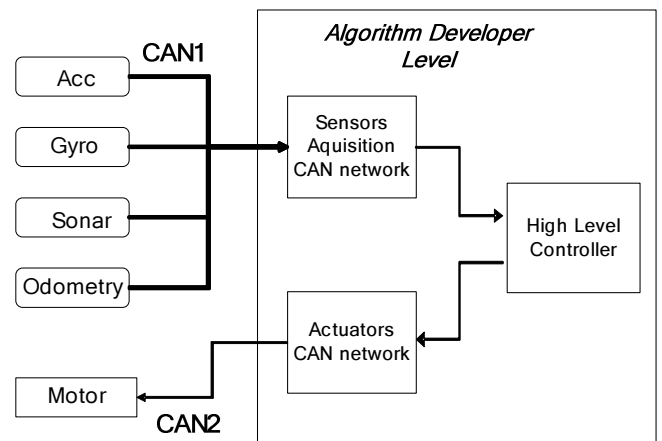 Algorithm Developer
Level
CAN1
Acc
Gyro
Sonar
Odometry
Sensors
Aquisition
CAN network
High Level
Controller
Actuators
CAN network
Motor
CAN2